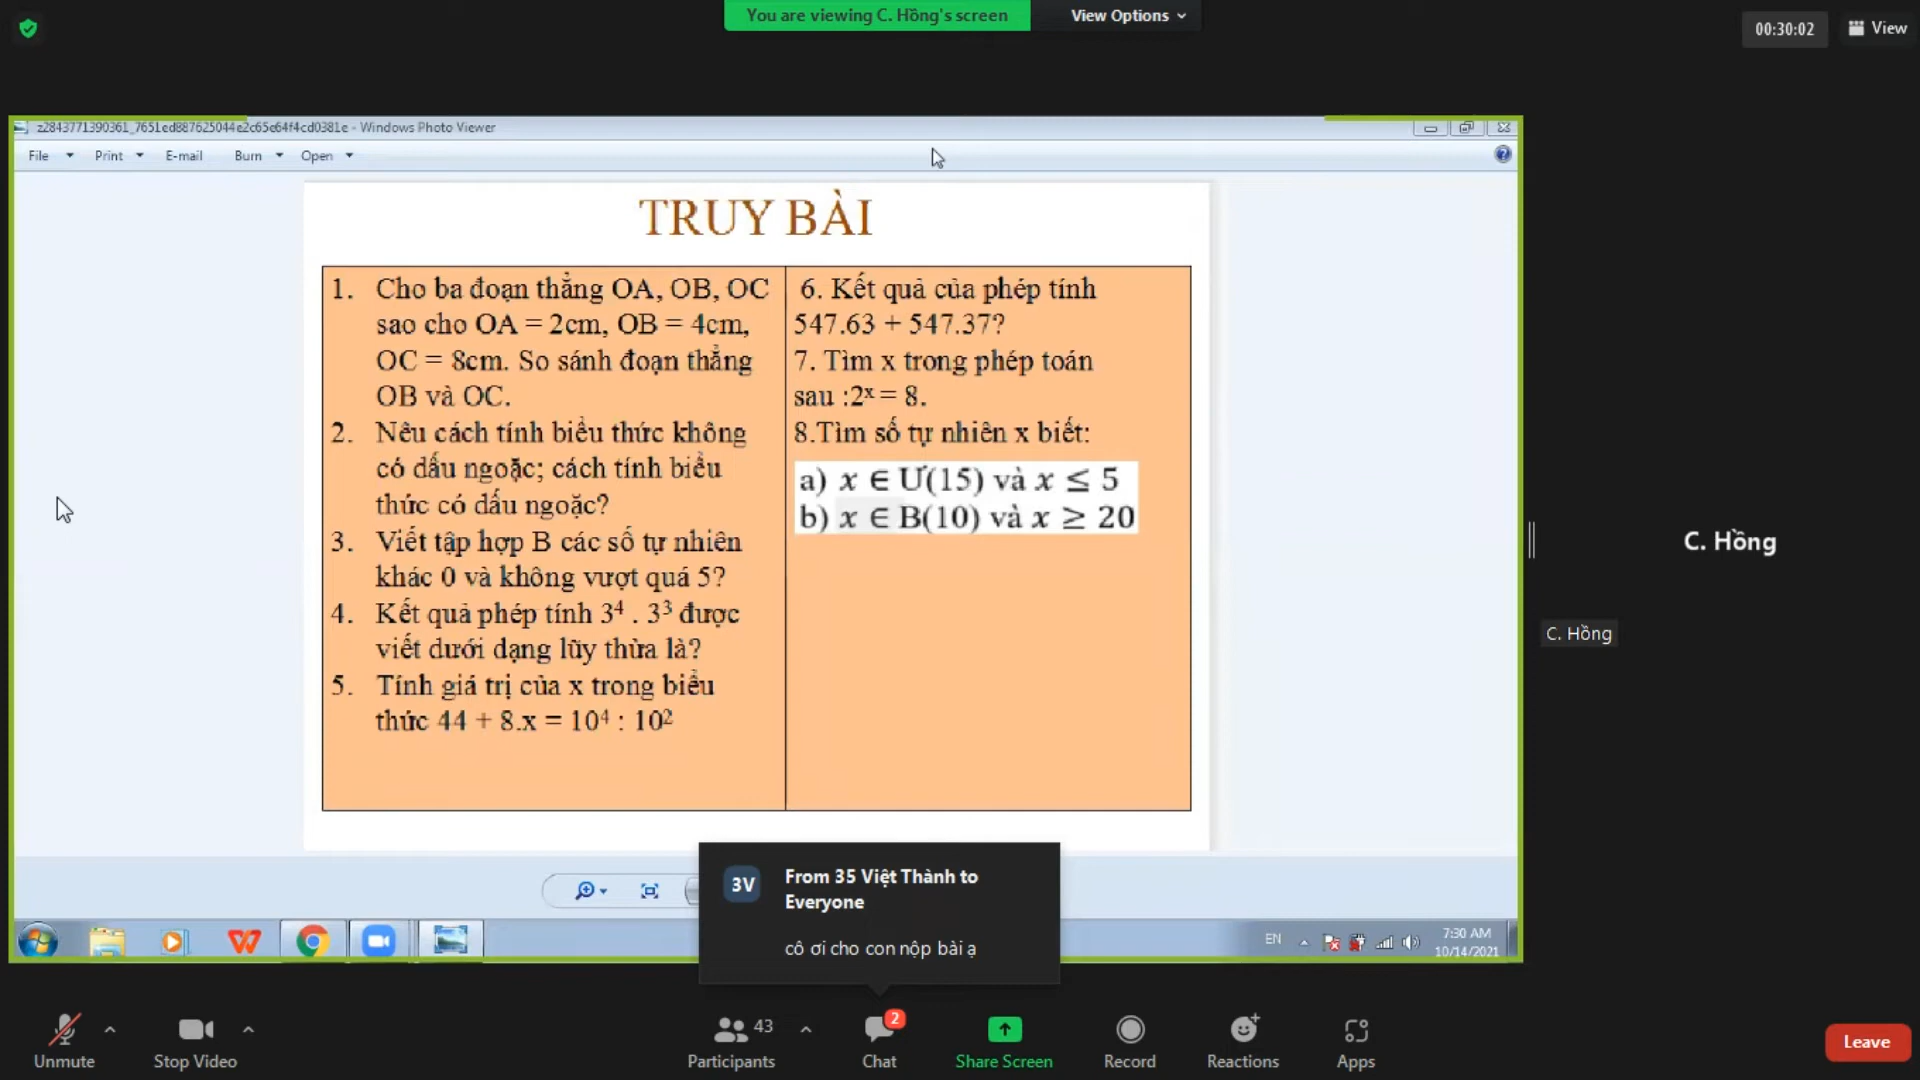 You are viewing C. Hồng's screen
View Options
00:30:02
View
z2843771390361_7651ed887625044e2c65e64f4cd0381e - Windows Photo Viewer
File Print E-mail Burn Open
TRUY BÀI
1. Cho ba đoạn thẳng OA, OB, OC
sao cho OA = 2cm, OB = 4cm,
OC = 8cm. So sánh đoạn thẳng
OB và OC.
2. Nêu cách tính biểu thức không
có dấu ngoặc; cách tính biểu
thức có dấu ngoặc?
3. Viết tập hợp B các số tự nhiên
khác 0 và không vượt quá 5?
4. Kết quả phép tính 3⁴ . 3³ được
viết dưới dạng lũy thừa là?
5. Tính giá trị của x trong biểu
thức 44 + 8.x = 10⁴ : 10²
6. Kết quả của phép tính
547.63 + 547.37?
7. Tìm x trong phép toán
sau :2ˣ = 8.
8.Tìm số tự nhiên x biết:
a) x ∈ Ư(15) và x ≤ 5
b) x ∈ B(10) và x ≥ 20
C. Hồng
C. Hồng
3V
From 35 Việt Thành to
Everyone
cô ơi cho con nộp bài ạ
EN
7:30 AM
10/14/2021
Unmute
Stop Video
43
Participants
2
Chat
Share Screen
Record
Reactions
Apps
Leave